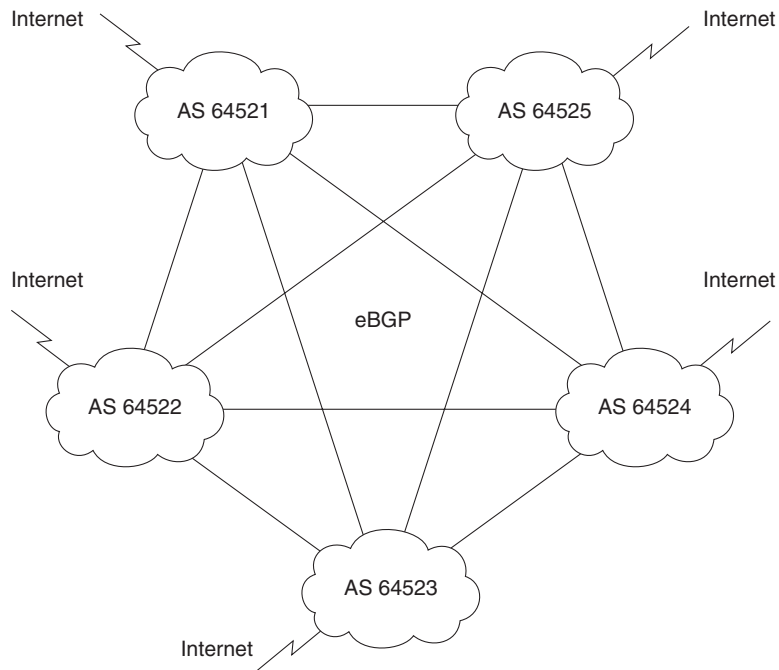 Internet
Internet
AS 64521
AS 64525
Internet
Internet
eBGP
AS 64522
AS 64524
AS 64523
Internet